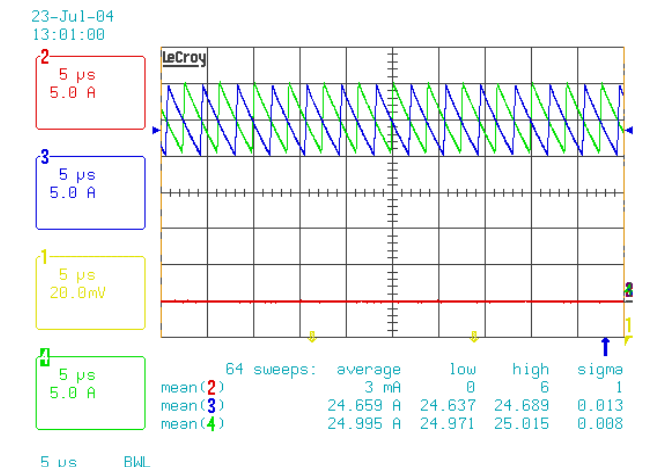 23-Jul-04
13:01:00
LeCroy
2
5 µs
5.0 A
3
5 µs
5.0 A
1
5 µs
20.0mV
4
5 µs
5.0 A
1
64 sweeps: average low high sigma
mean(2) 3 mA 0 6 1
mean(3) 24.659 A 24.637 24.689 0.013
mean(4) 24.995 A 24.971 25.015 0.008
5 µs BWL